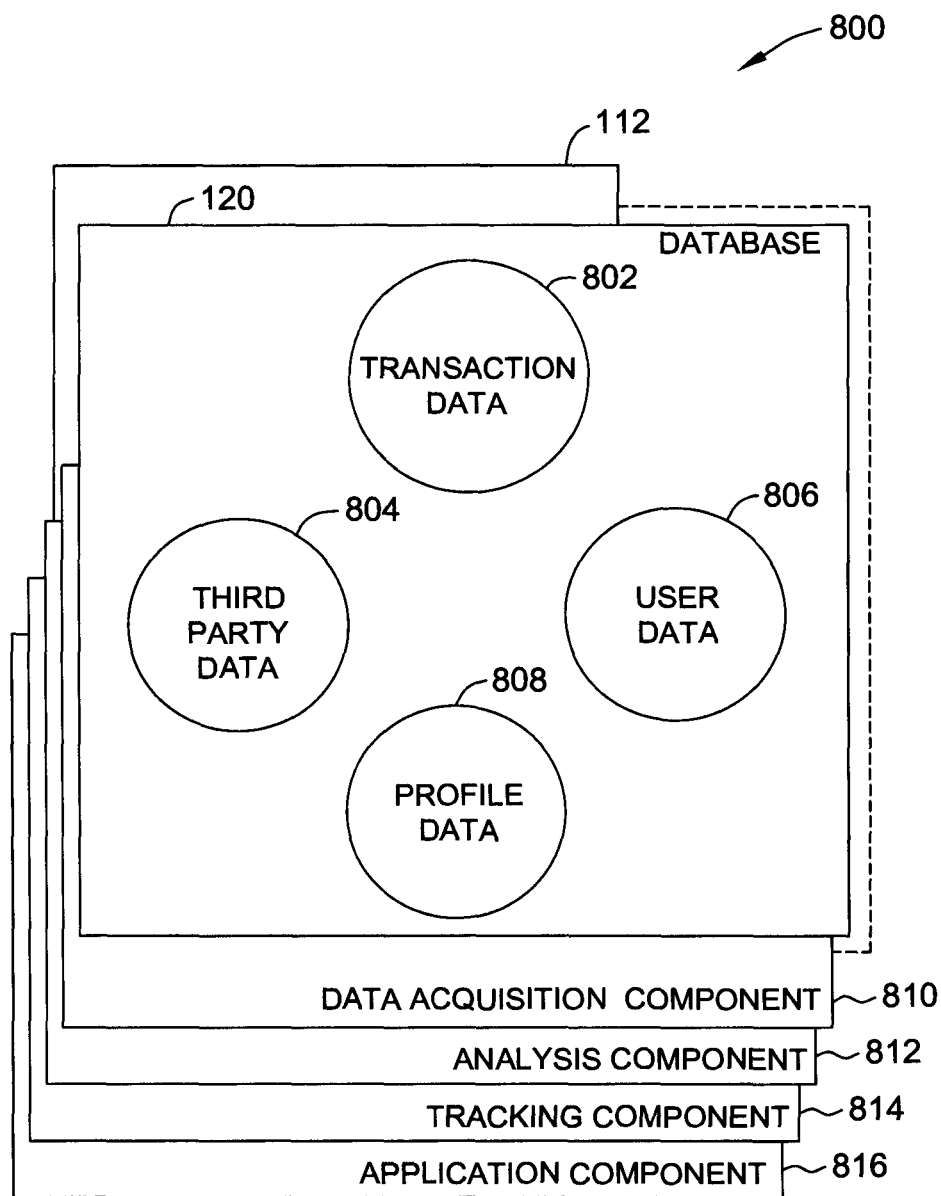 800
112
120
DATABASE
802
TRANSACTION
DATA
804
806
THIRD
PARTY
DATA
USER
DATA
808
PROFILE
DATA
DATA ACQUISITION COMPONENT
810
ANALYSIS COMPONENT
812
TRACKING COMPONENT
814
APPLICATION COMPONENT
816